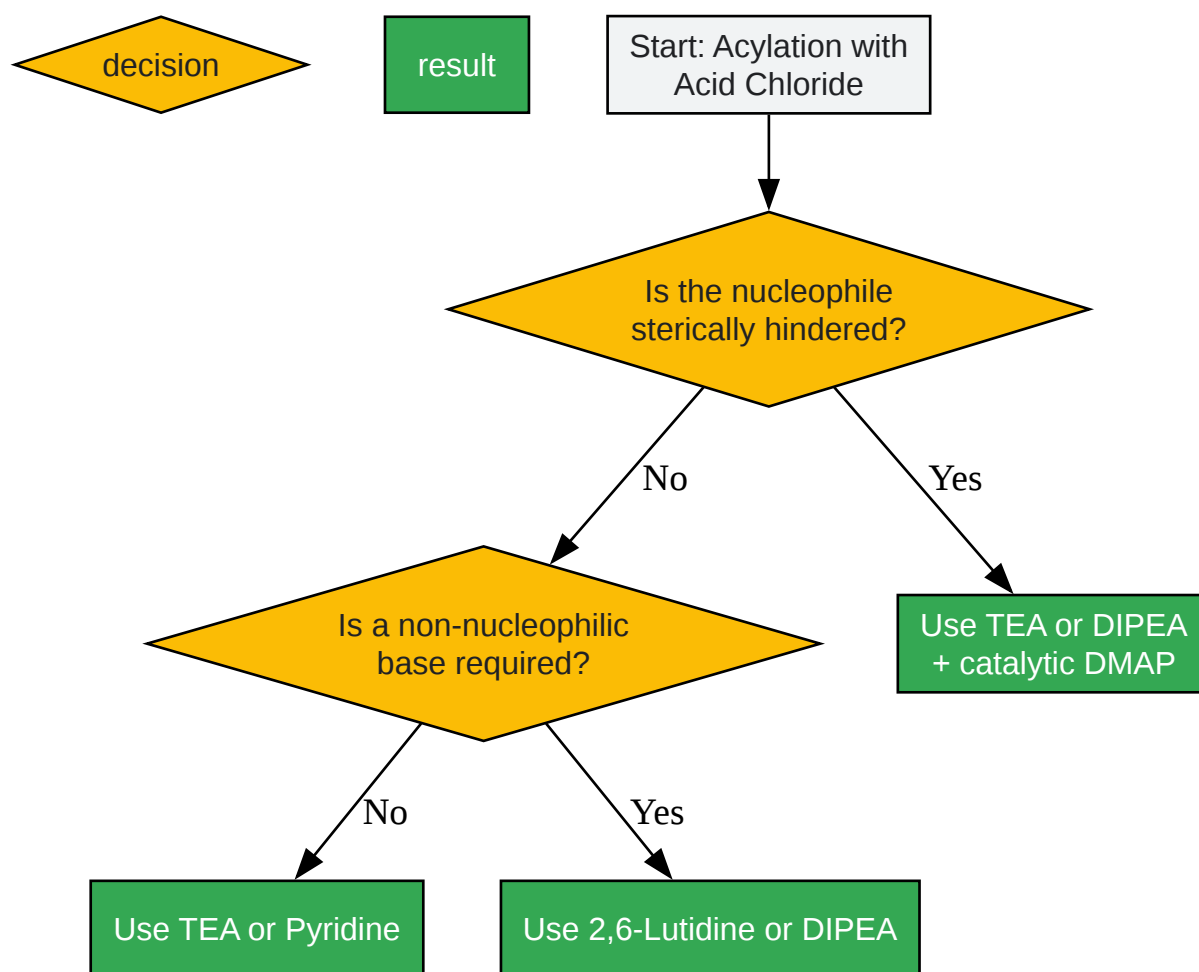 decision
result
Start: Acylation with
Acid Chloride
Is the nucleophile
sterically hindered?
No
Yes
Is a non-nucleophilic
base required?
Use TEA or DIPEA
+ catalytic DMAP
No
Yes
Use TEA or Pyridine
Use 2,6-Lutidine or DIPEA